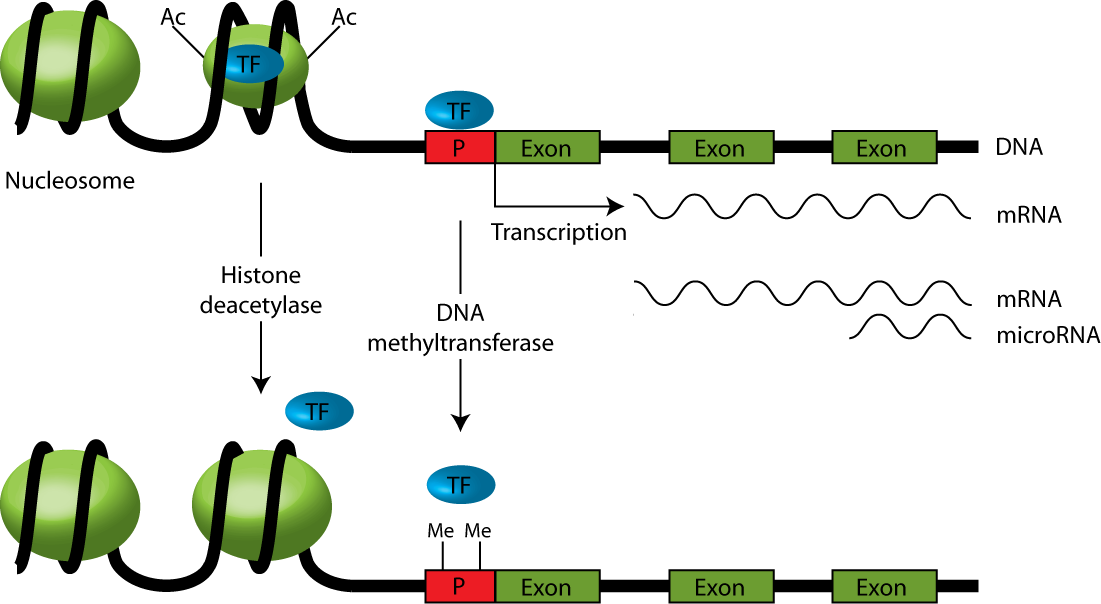 Ac
Ac
TF
TF
P
Exon
Exon
Exon
DNA
Nucleosome
mRNA
Transcription
Histone
deacetylase
DNA
methyltransferase
mRNA
microRNA
TF
TF
Me
Me
P
Exon
Exon
Exon